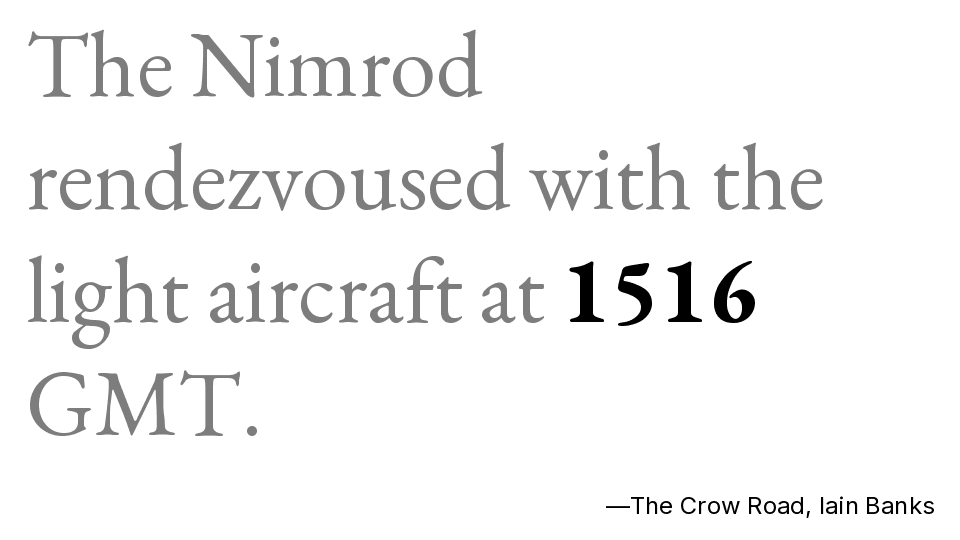 The Nimrod
rendezvoused with the
light aircraft at 1516
GMT.
—The Crow Road, Iain Banks